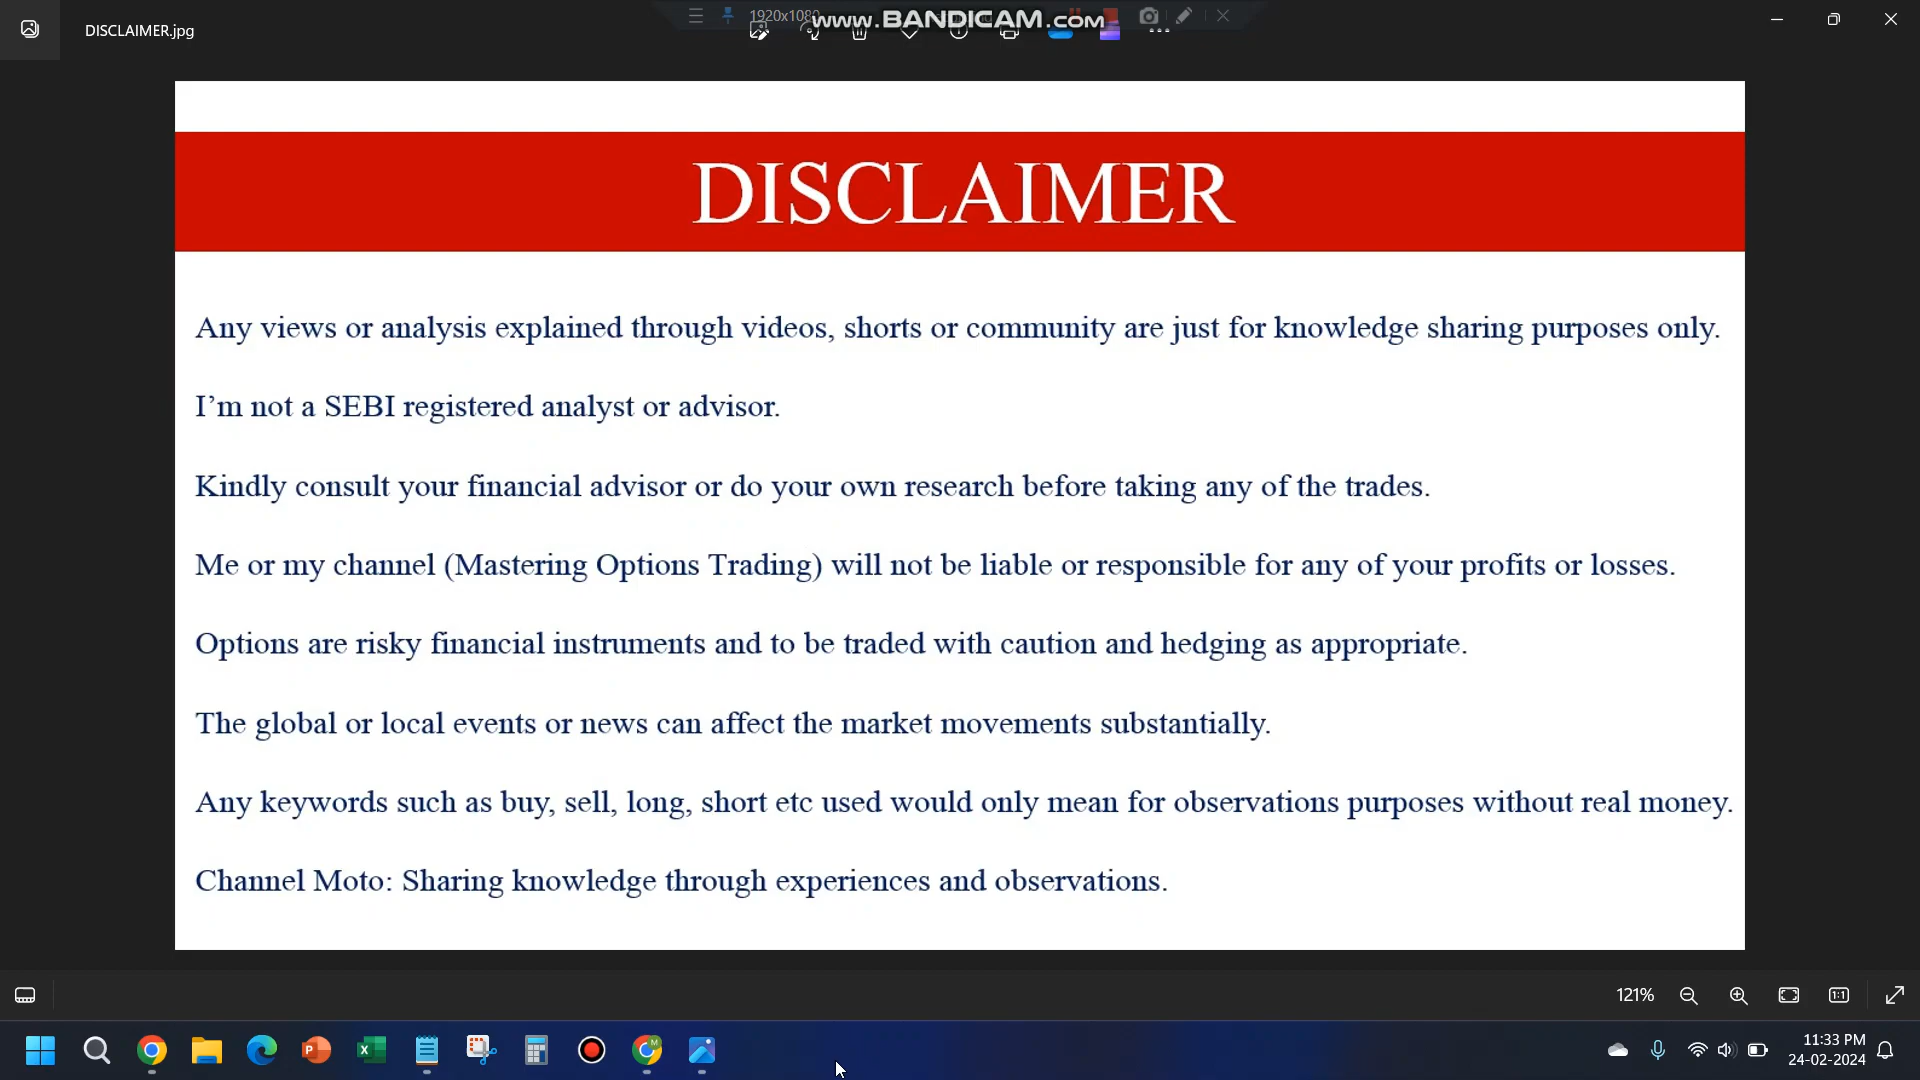 DISCLAIMER.jpg
1920x1080
www.BANDICAM.com
DISCLAIMER
Any views or analysis explained through videos, shorts or community are just for knowledge sharing purposes only.
I’m not a SEBI registered analyst or advisor.
Kindly consult your financial advisor or do your own research before taking any of the trades.
Me or my channel (Mastering Options Trading) will not be liable or responsible for any of your profits or losses.
Options are risky financial instruments and to be traded with caution and hedging as appropriate.
The global or local events or news can affect the market movements substantially.
Any keywords such as buy, sell, long, short etc used would only mean for observations purposes without real money.
Channel Moto: Sharing knowledge through experiences and observations.
121%
1:1
11:33 PM
24-02-2024